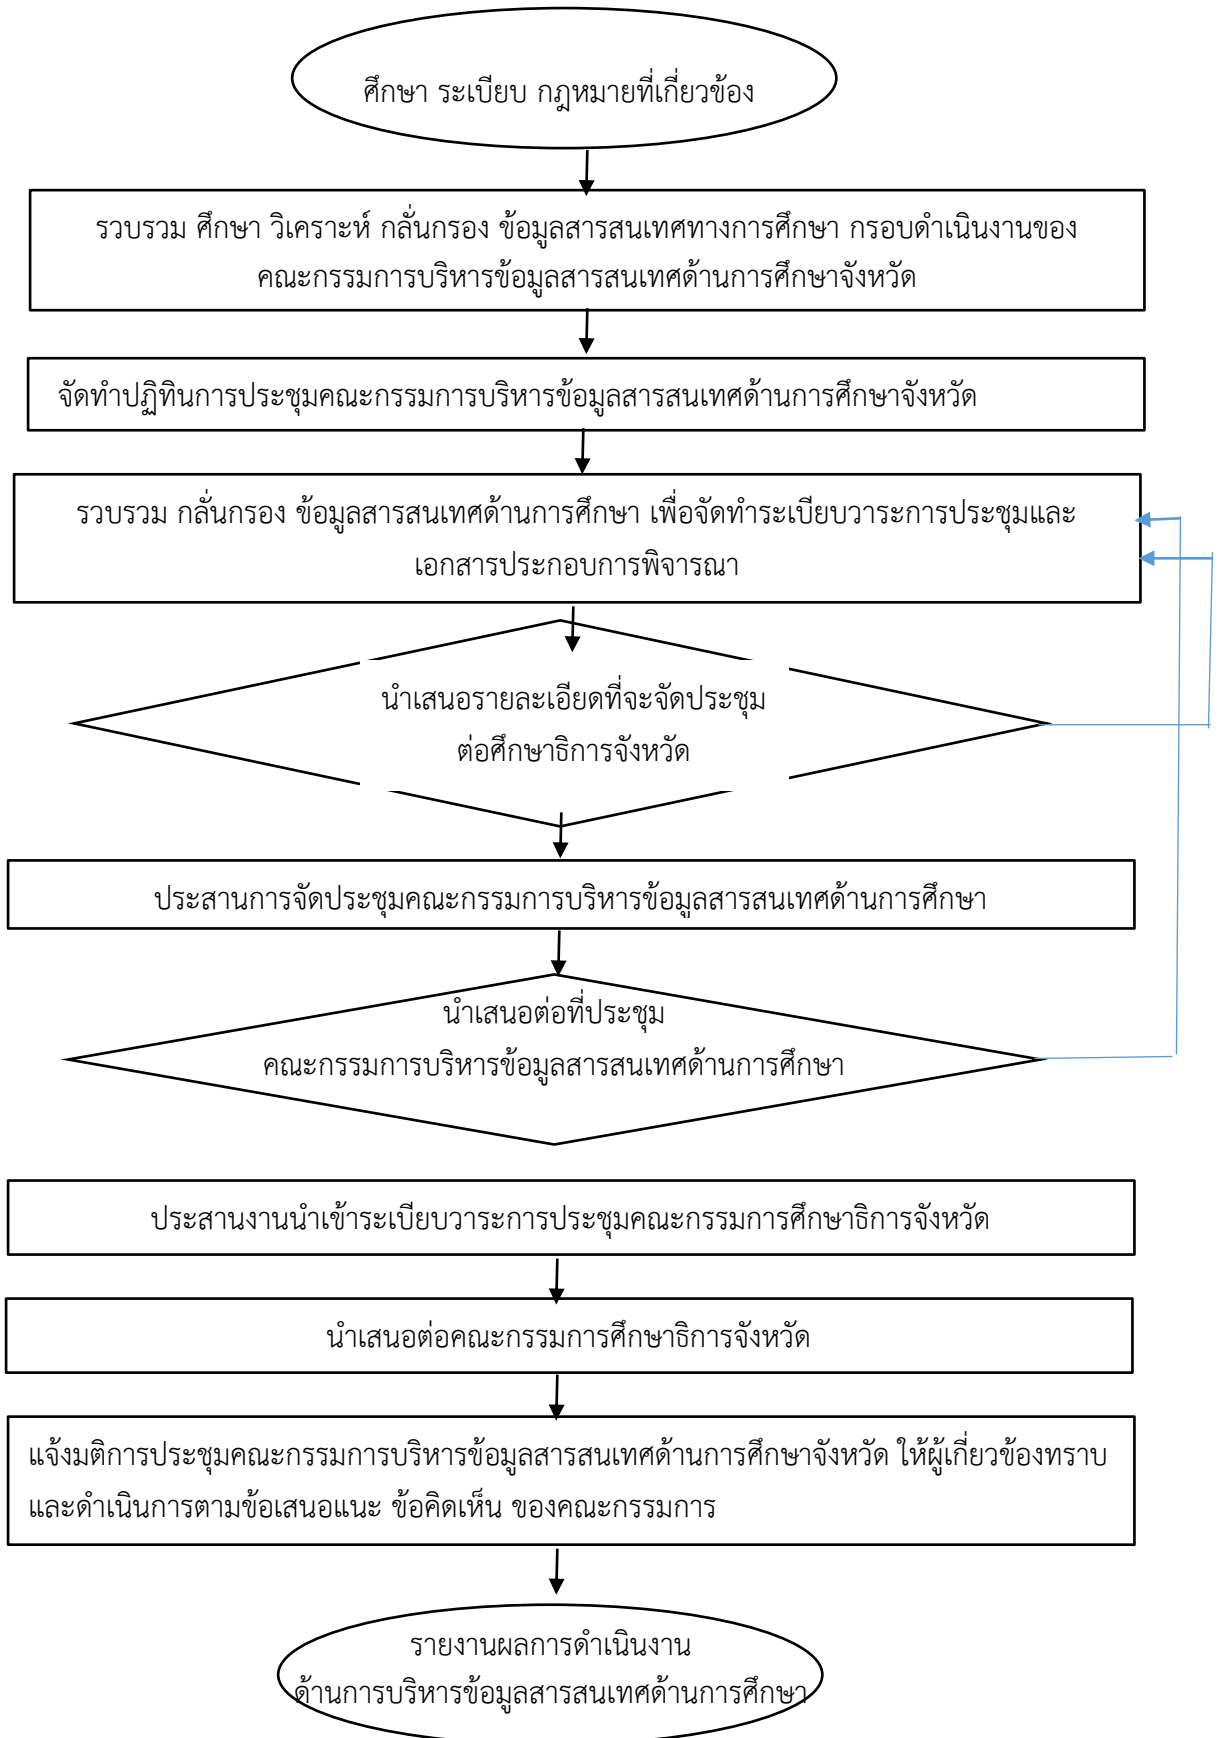 ศึกษา ระเบียบ กฎหมายที่เกี่ยวข้อง
รวบรวม ศึกษา วิเคราะห์ กลั่นกรอง ข้อมูลสารสนเทศทางการศึกษา กรอบดำเนินงานของ
คณะกรรมการบริหารข้อมูลสารสนเทศด้านการศึกษาจังหวัด
จัดทำปฏิทินการประชุมคณะกรรมการบริหารข้อมูลสารสนเทศด้านการศึกษาจังหวัด
รวบรวม กลั่นกรอง ข้อมูลสารสนเทศด้านการศึกษา เพื่อจัดทำระเบียบวาระการประชุมและ
เอกสารประกอบการพิจารณา
นำเสนอรายละเอียดที่จะจัดประชุม
ต่อศึกษาธิการจังหวัด
ประสานการจัดประชุมคณะกรรมการบริหารข้อมูลสารสนเทศด้านการศึกษา
นำเสนอต่อที่ประชุม
คณะกรรมการบริหารข้อมูลสารสนเทศด้านการศึกษา
ประสานงานนำเข้าระเบียบวาระการประชุมคณะกรรมการศึกษาธิการจังหวัด
นำเสนอต่อคณะกรรมการศึกษาธิการจังหวัด
แจ้งมติการประชุมคณะกรรมการบริหารข้อมูลสารสนเทศด้านการศึกษาจังหวัด ให้ผู้เกี่ยวข้องทราบ
และดำเนินการตามข้อเสนอแนะ ข้อคิดเห็น ของคณะกรรมการ
รายงานผลการดำเนินงาน
ด้านการบริหารข้อมูลสารสนเทศด้านการศึกษา